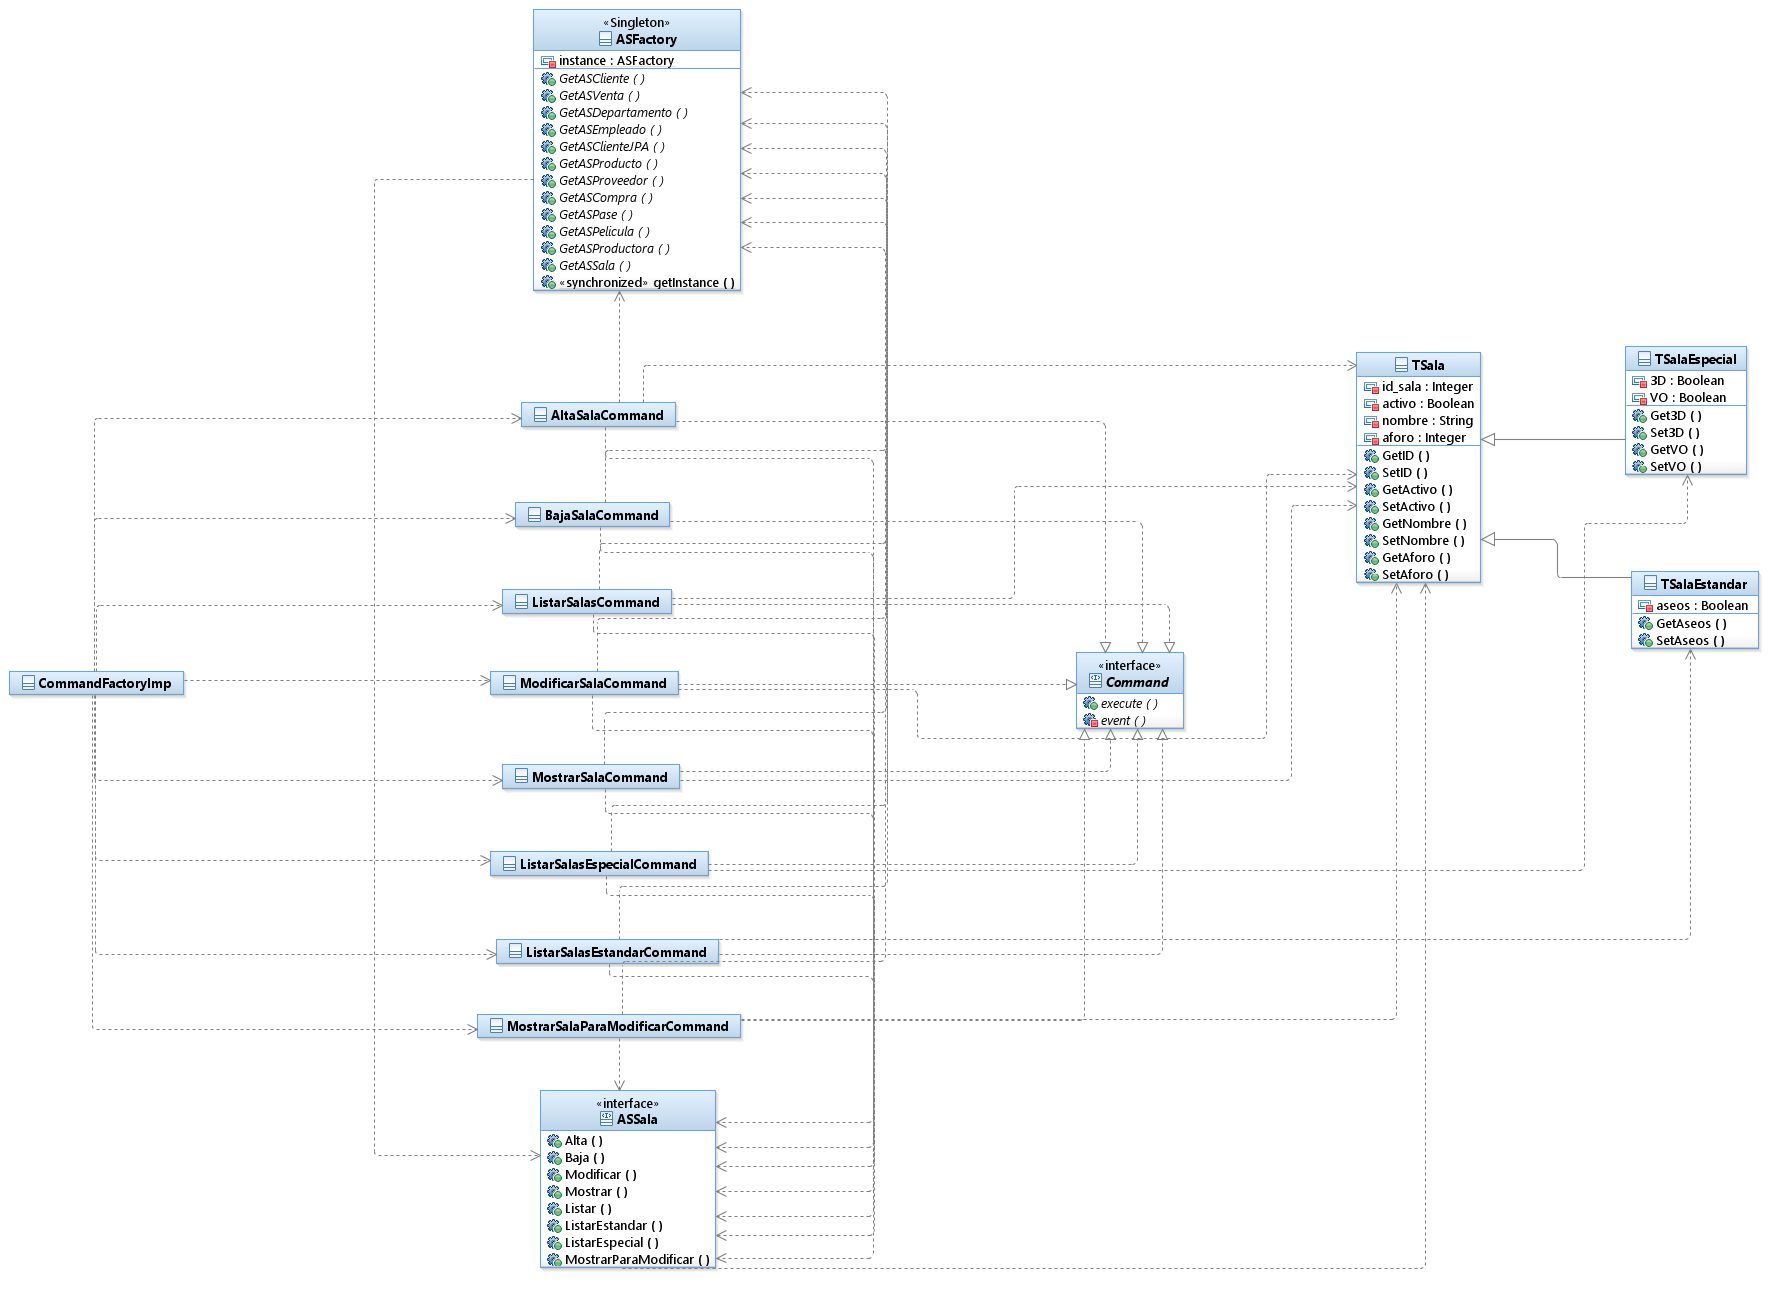 «Singleton»
ASFactory
instance : ASFactory
GetASCliente ( )
GetASVenta ( )
GetASDepartamento ( )
GetASEmpleado ( )
GetASClienteJPA ( )
GetASProducto ( )
GetASProveedor ( )
GetASCompra ( )
GetASPase ( )
GetASPelicula ( )
GetASProductora ( )
GetASSala ( )
«synchronized» getInstance ( )
TSala
id_sala : Integer
activo : Boolean
nombre : String
aforo : Integer
GetID ( )
SetID ( )
GetActivo ( )
SetActivo ( )
GetNombre ( )
SetNombre ( )
GetAforo ( )
SetAforo ( )
TSalaEspecial
3D : Boolean
VO : Boolean
Get3D ( )
Set3D ( )
GetVO ( )
SetVO ( )
TSalaEstandar
aseos : Boolean
GetAseos ( )
SetAseos ( )
AltaSalaCommand
BajaSalaCommand
ListarSalasCommand
CommandFactoryImp
ModificarSalaCommand
«interface»
Command
execute ( )
event ( )
MostrarSalaCommand
ListarSalasEspecialCommand
ListarSalasEstandarCommand
MostrarSalaParaModificarCommand
«interface»
ASSala
Alta ( )
Baja ( )
Modificar ( )
Mostrar ( )
Listar ( )
ListarEstandar ( )
ListarEspecial ( )
MostrarParaModificar ( )